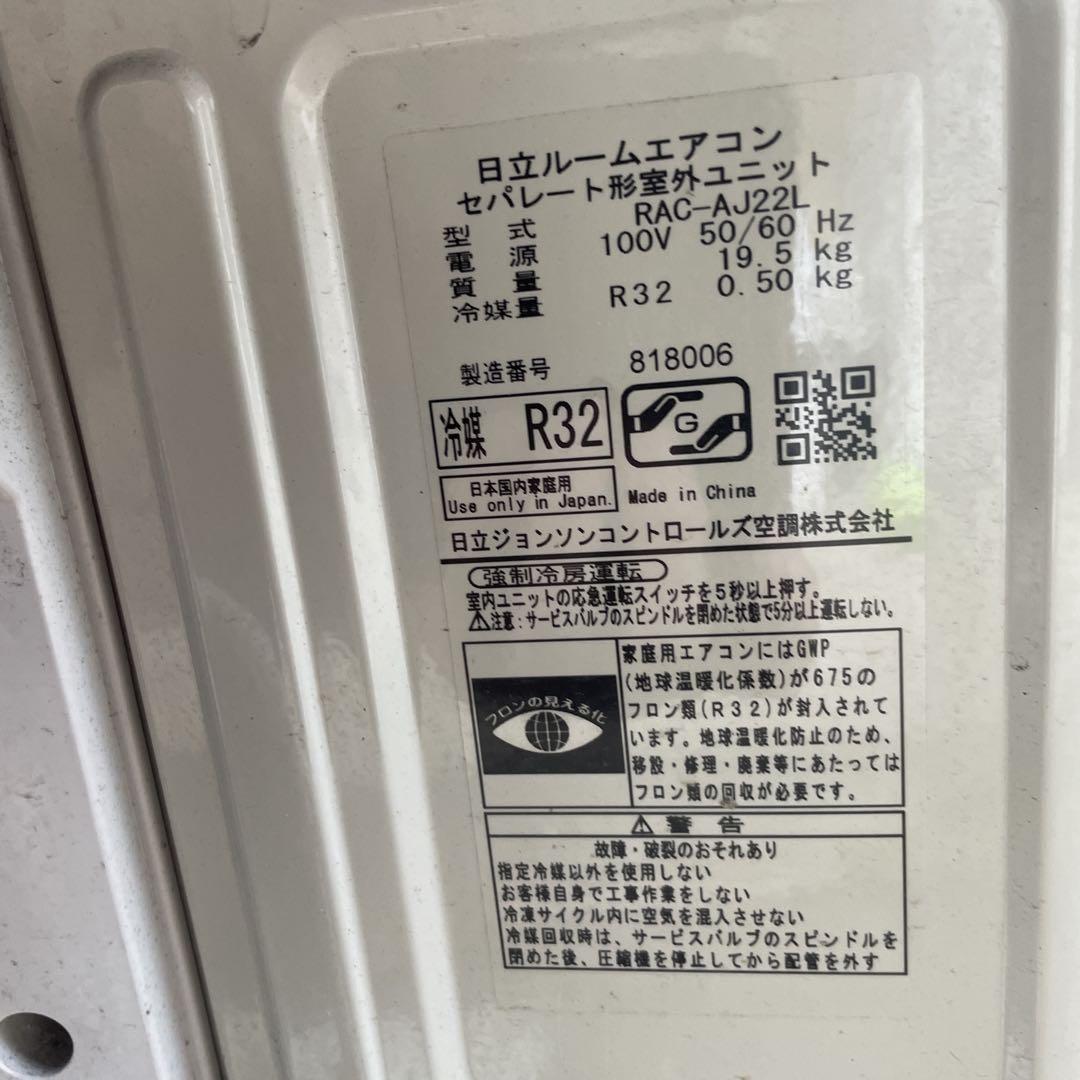 日立ルームエアコン
セパレート形室外ユニット
型式 RAC-AJ22L
電源 100V 50/60 Hz
質量 19.5 kg
冷媒量 R32 0.50 kg
製造番号 818006
冷媒 R32
G
日本国内家庭用
Use only in Japan.
Made in China
日立ジョンソンコントロールズ空調株式会社
強制冷房運転
室内ユニットの応急運転スイッチを5秒以上押す。
⚠注意:サービスバルブのスピンドルを閉めた状態で5分以上運転しない。
フロンの見える化
家庭用エアコンにはGWP
(地球温暖化係数)が675の
フロン類(R32)が封入されて
います。地球温暖化防止のため、
移設・修理・廃棄等にあたっては
フロン類の回収が必要です。
⚠警告
故障・破裂のおそれあり
指定冷媒以外を使用しない
お客様自身で工事作業をしない
冷凍サイクル内に空気を混入させない
冷媒回収時は、サービスバルブのスピンドルを
閉めた後、圧縮機を停止してから配管を外す